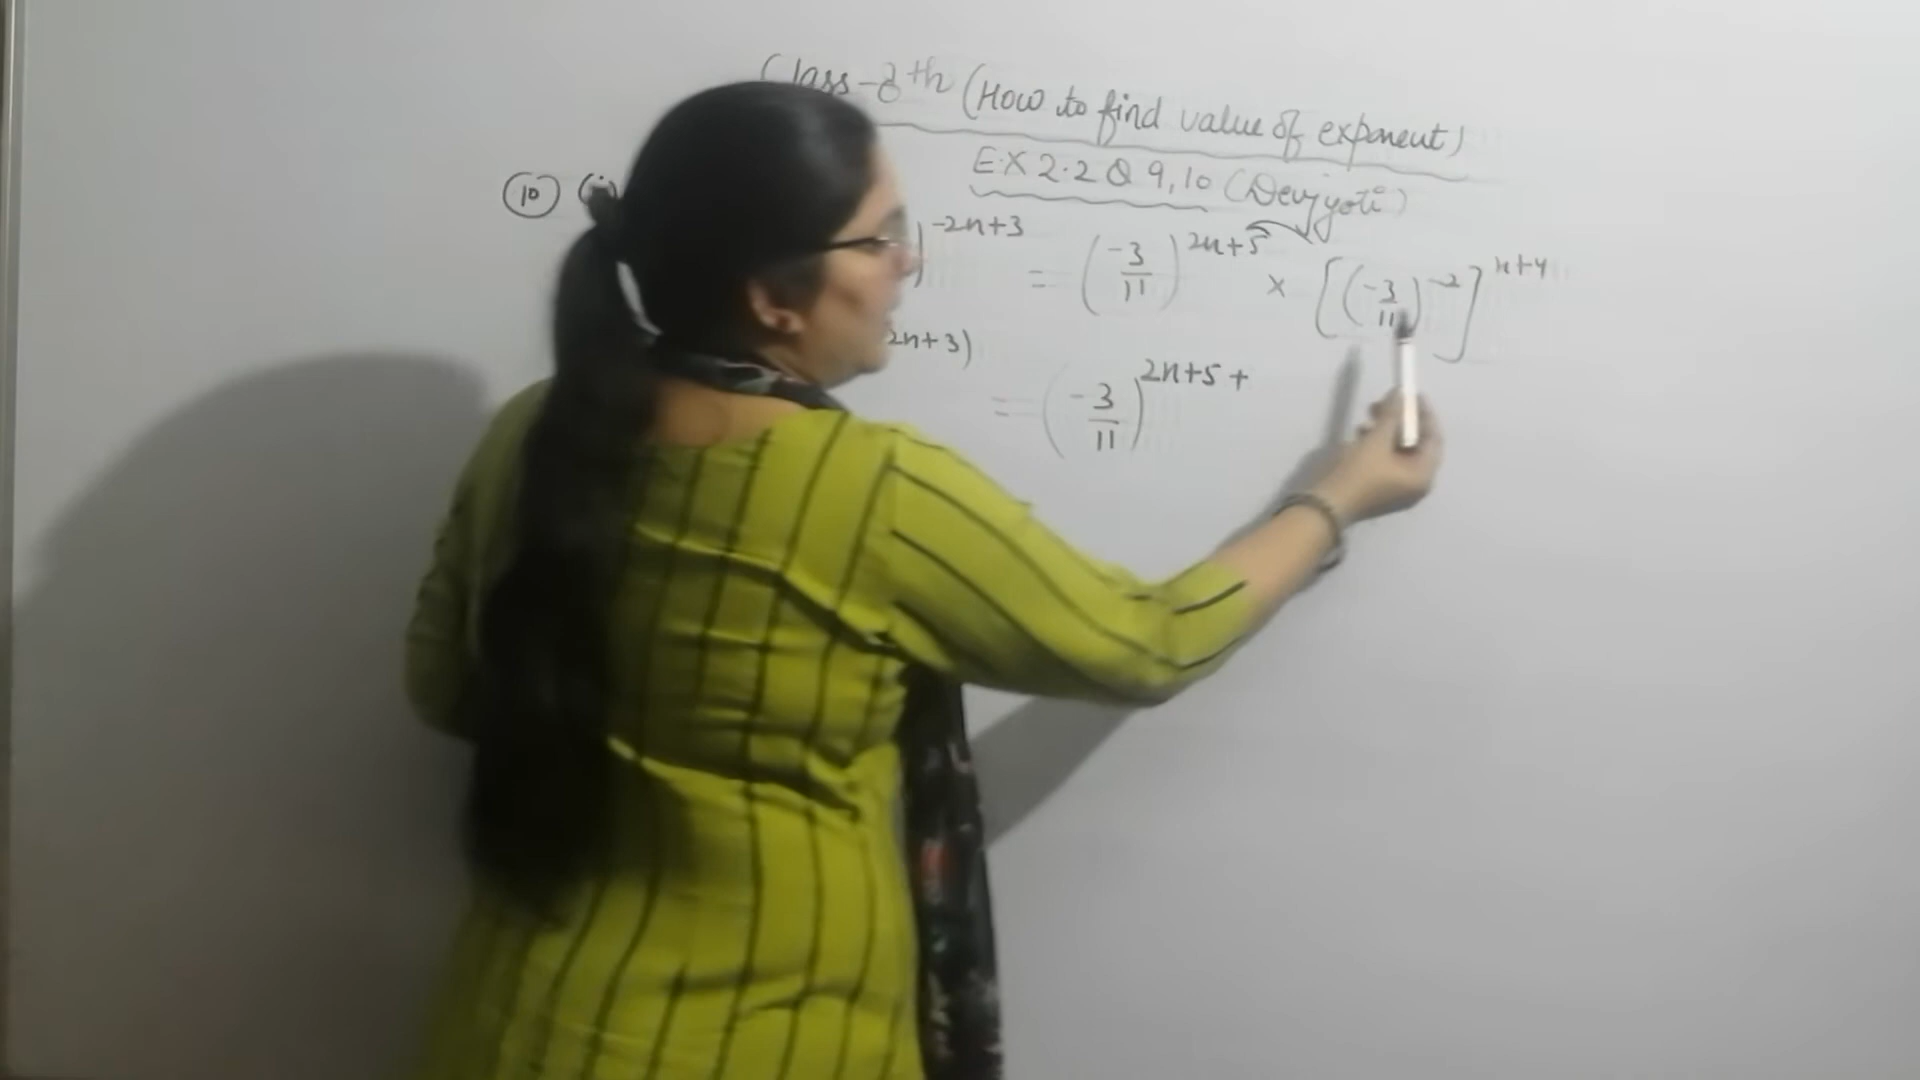 Class-8th (How to find value of exponent)
EX 2.2 Q 9,10 (Devjyoti)
10 (i)
)^{-2n+3} = (-3/11)^{2n+5} × [(-3/11)^{-2}]^{n+4}
2n+3) = (-3/11)^{2n+5+}